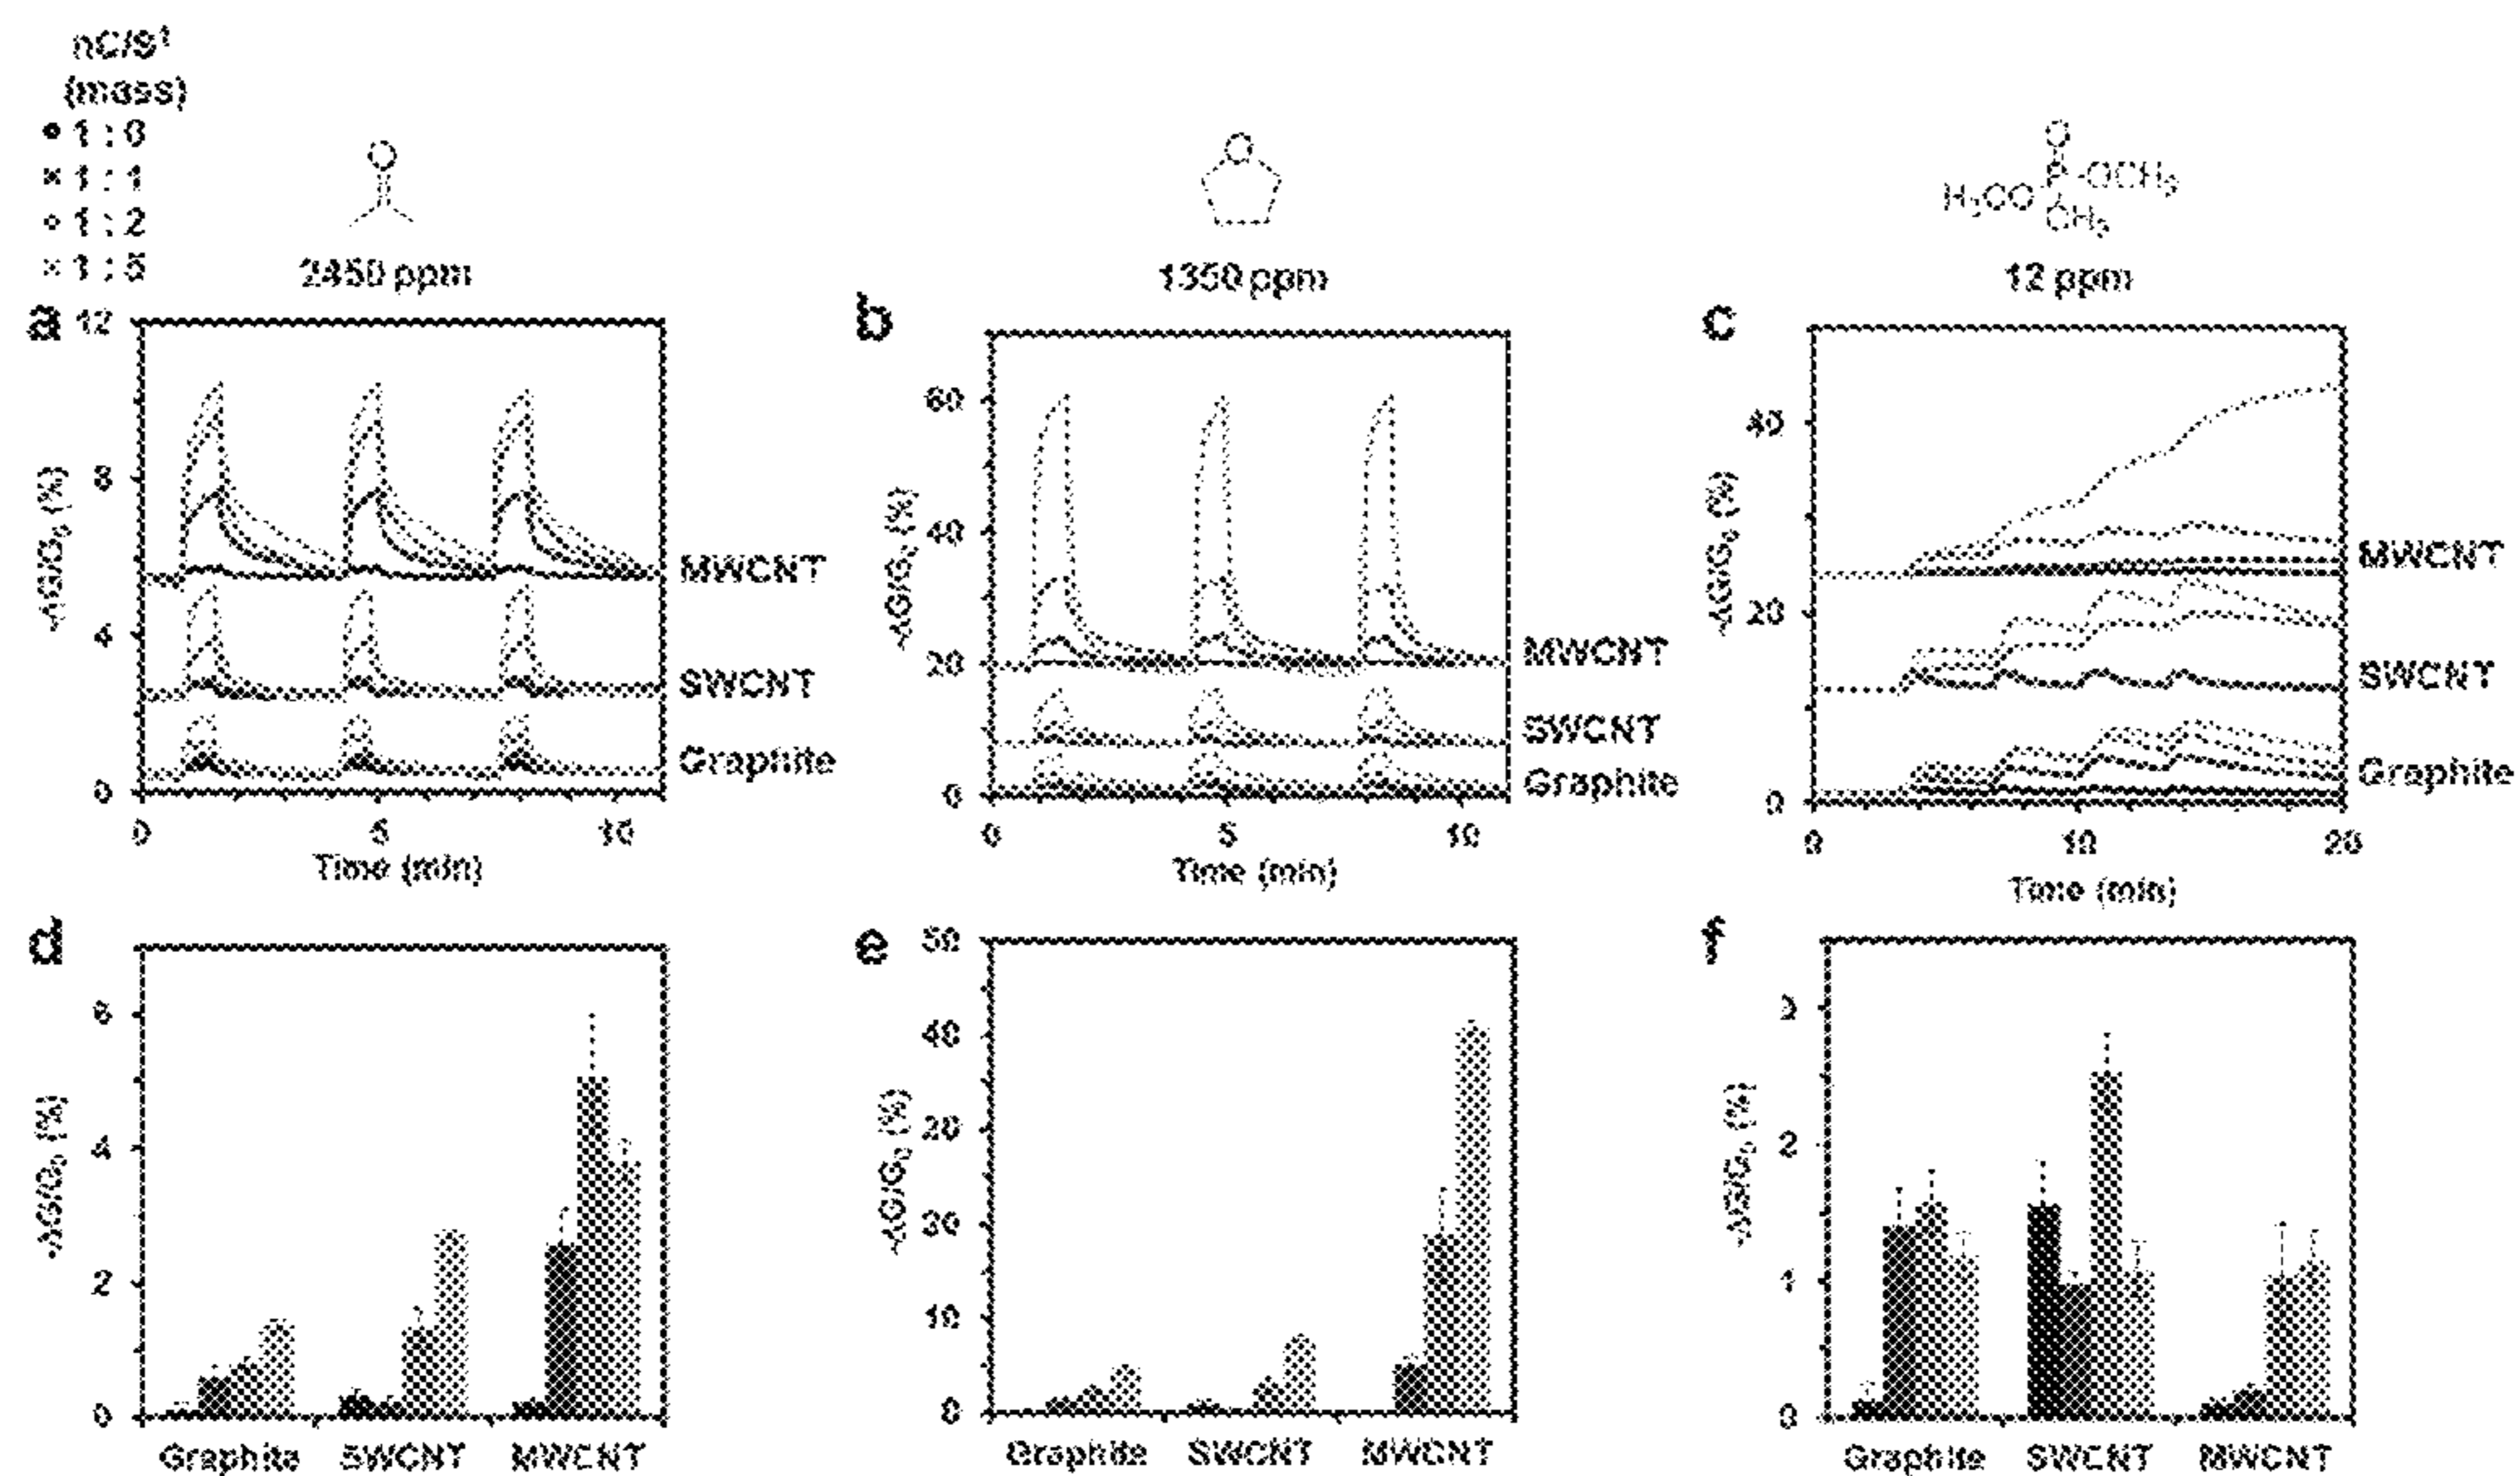 nC/S¹
(mass)
1 : 0
1 : 1
1 : 2
1 : 5
O
2450 ppm
O
1350 ppm
O
P
OCH₃
H₃CO
CH₃
12 ppm
a
12
8
4
0
-ΔG/G₀ (%)
MWCNT
SWCNT
Graphite
0 5 10
Time (min)
b
60
40
20
0
-ΔG/G₀ (%)
MWCNT
SWCNT
Graphite
0 5 10
Time (min)
c
40
20
0
-ΔG/G₀ (%)
MWCNT
SWCNT
Graphite
0 10 20
Time (min)
d
6
4
2
0
-ΔG/G₀ (%)
Graphite SWCNT MWCNT
e
50
40
10
0
-ΔG/G₀ (%)
Graphite SWCNT MWCNT
f
3
2
1
0
-ΔG/G₀ (%)
Graphite SWCNT MWCNT